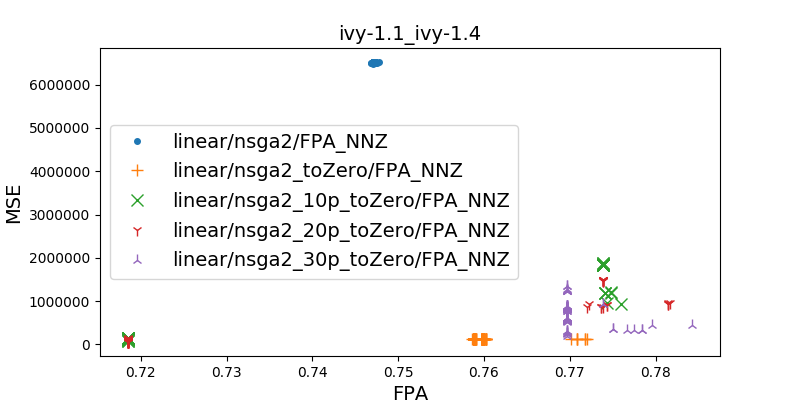 ivy-1.1_ivy-1.4
MSE
6000000
5000000
4000000
3000000
2000000
1000000
0
linear/nsga2/FPA_NNZ
linear/nsga2_toZero/FPA_NNZ
linear/nsga2_10p_toZero/FPA_NNZ
linear/nsga2_20p_toZero/FPA_NNZ
linear/nsga2_30p_toZero/FPA_NNZ
0.72 0.73 0.74 0.75 0.76 0.77 0.78
FPA